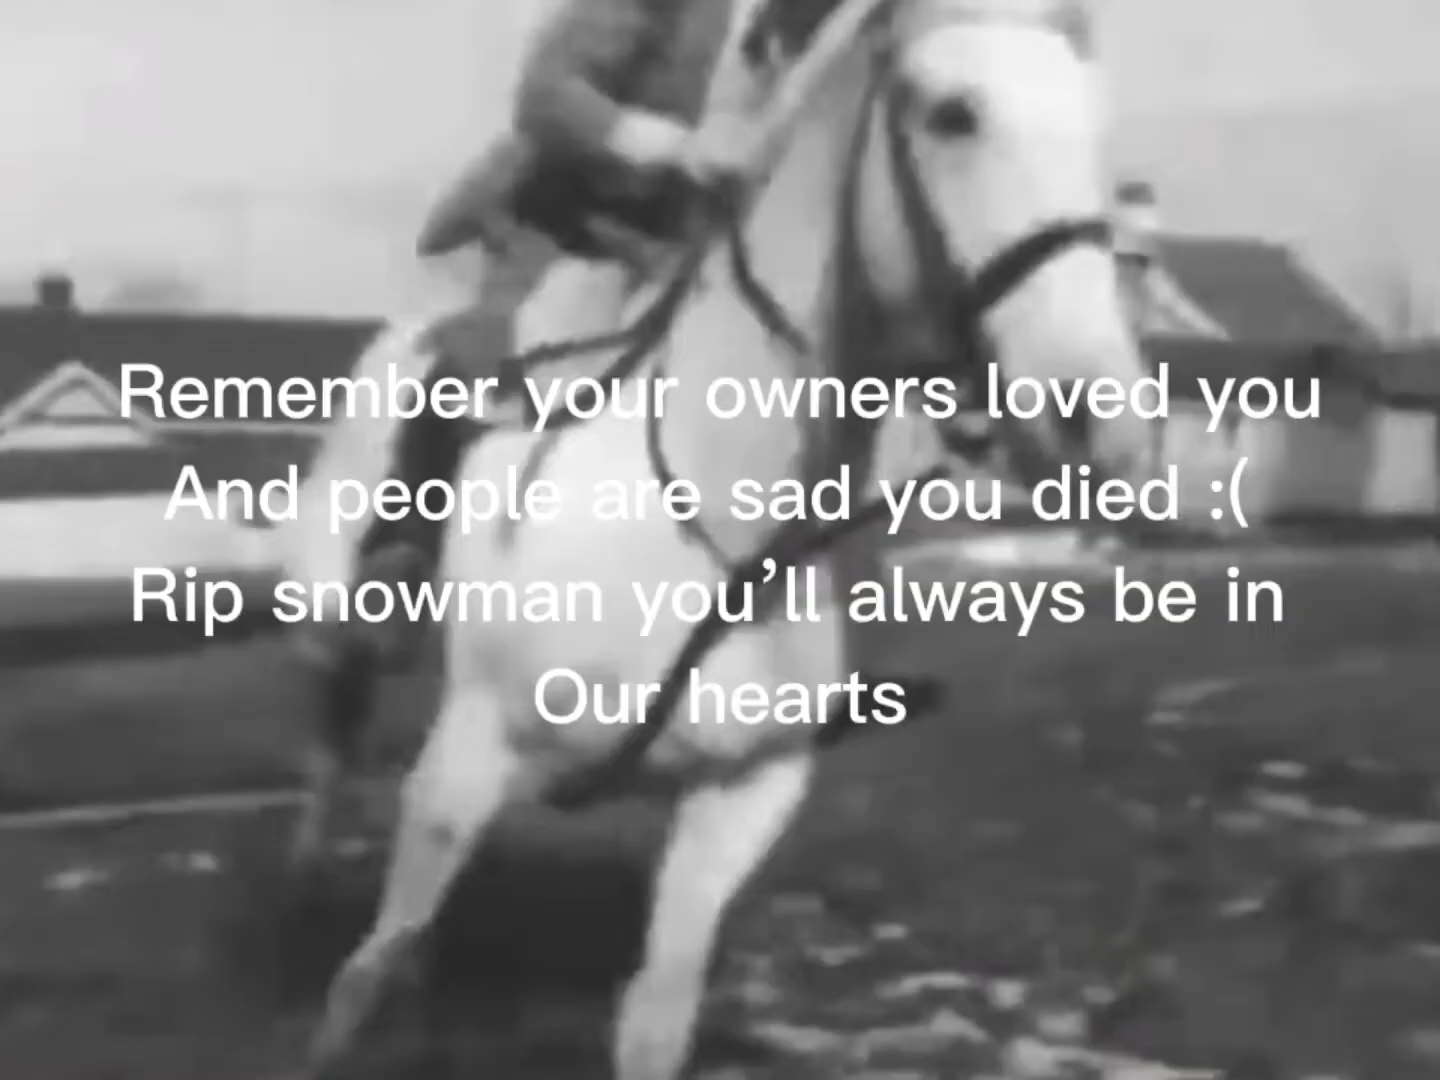 Remember your owners loved you
And people are sad you died :(
Rip snowman you’ll always be in
Our hearts